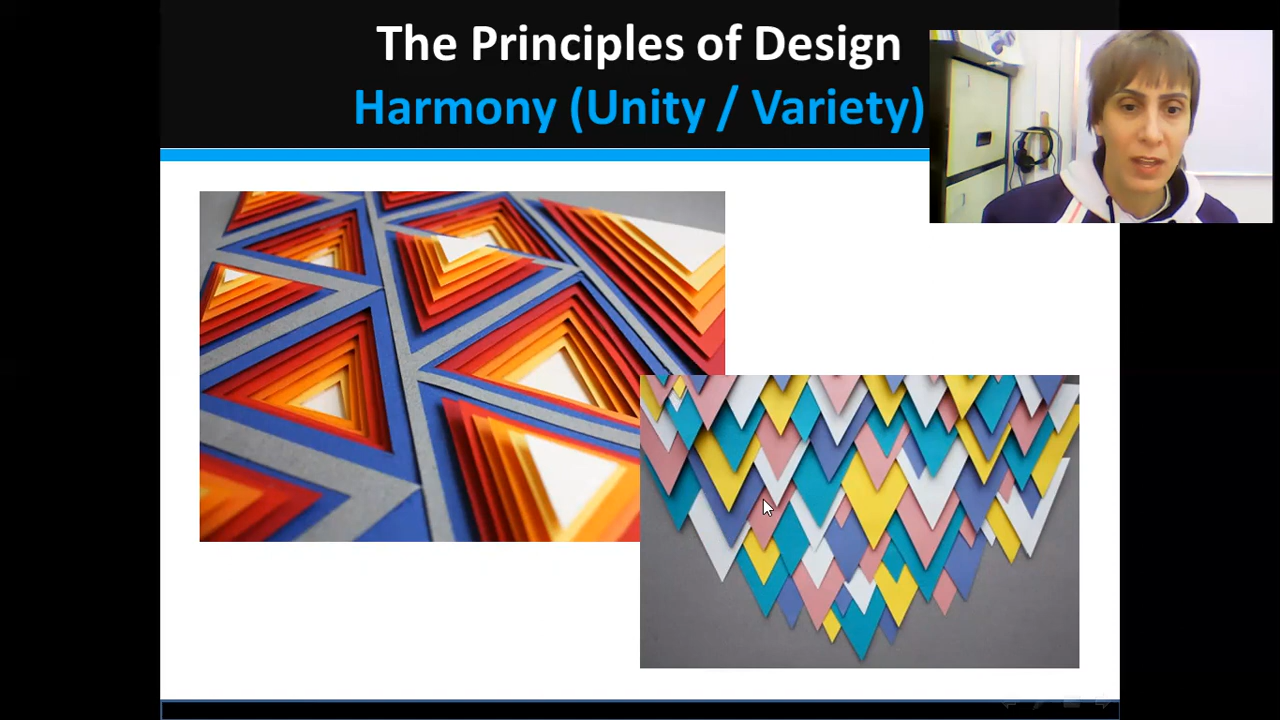 The Principles of Design
Harmony (Unity / Variety)